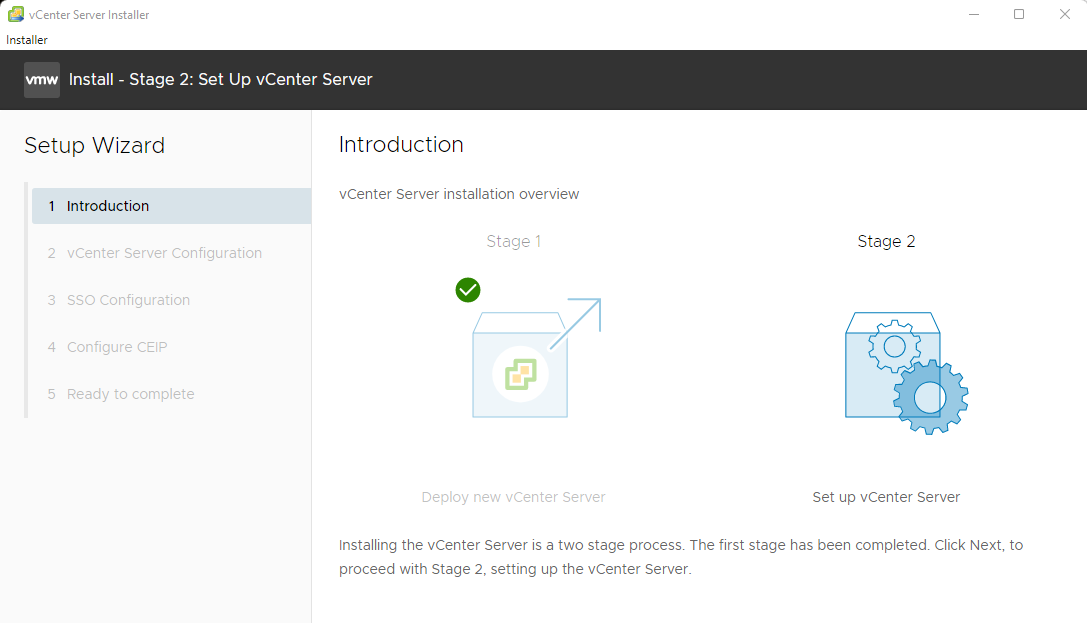 vCenter Server Installer
Installer
vmw Install - Stage 2: Set Up vCenter Server
Setup Wizard
1 Introduction
2 vCenter Server Configuration
3 SSO Configuration
4 Configure CEIP
5 Ready to complete
Introduction
vCenter Server installation overview
Stage 1
Stage 2
Deploy new vCenter Server
Set up vCenter Server
Installing the vCenter Server is a two stage process. The first stage has been completed. Click Next, to
proceed with Stage 2, setting up the vCenter Server.